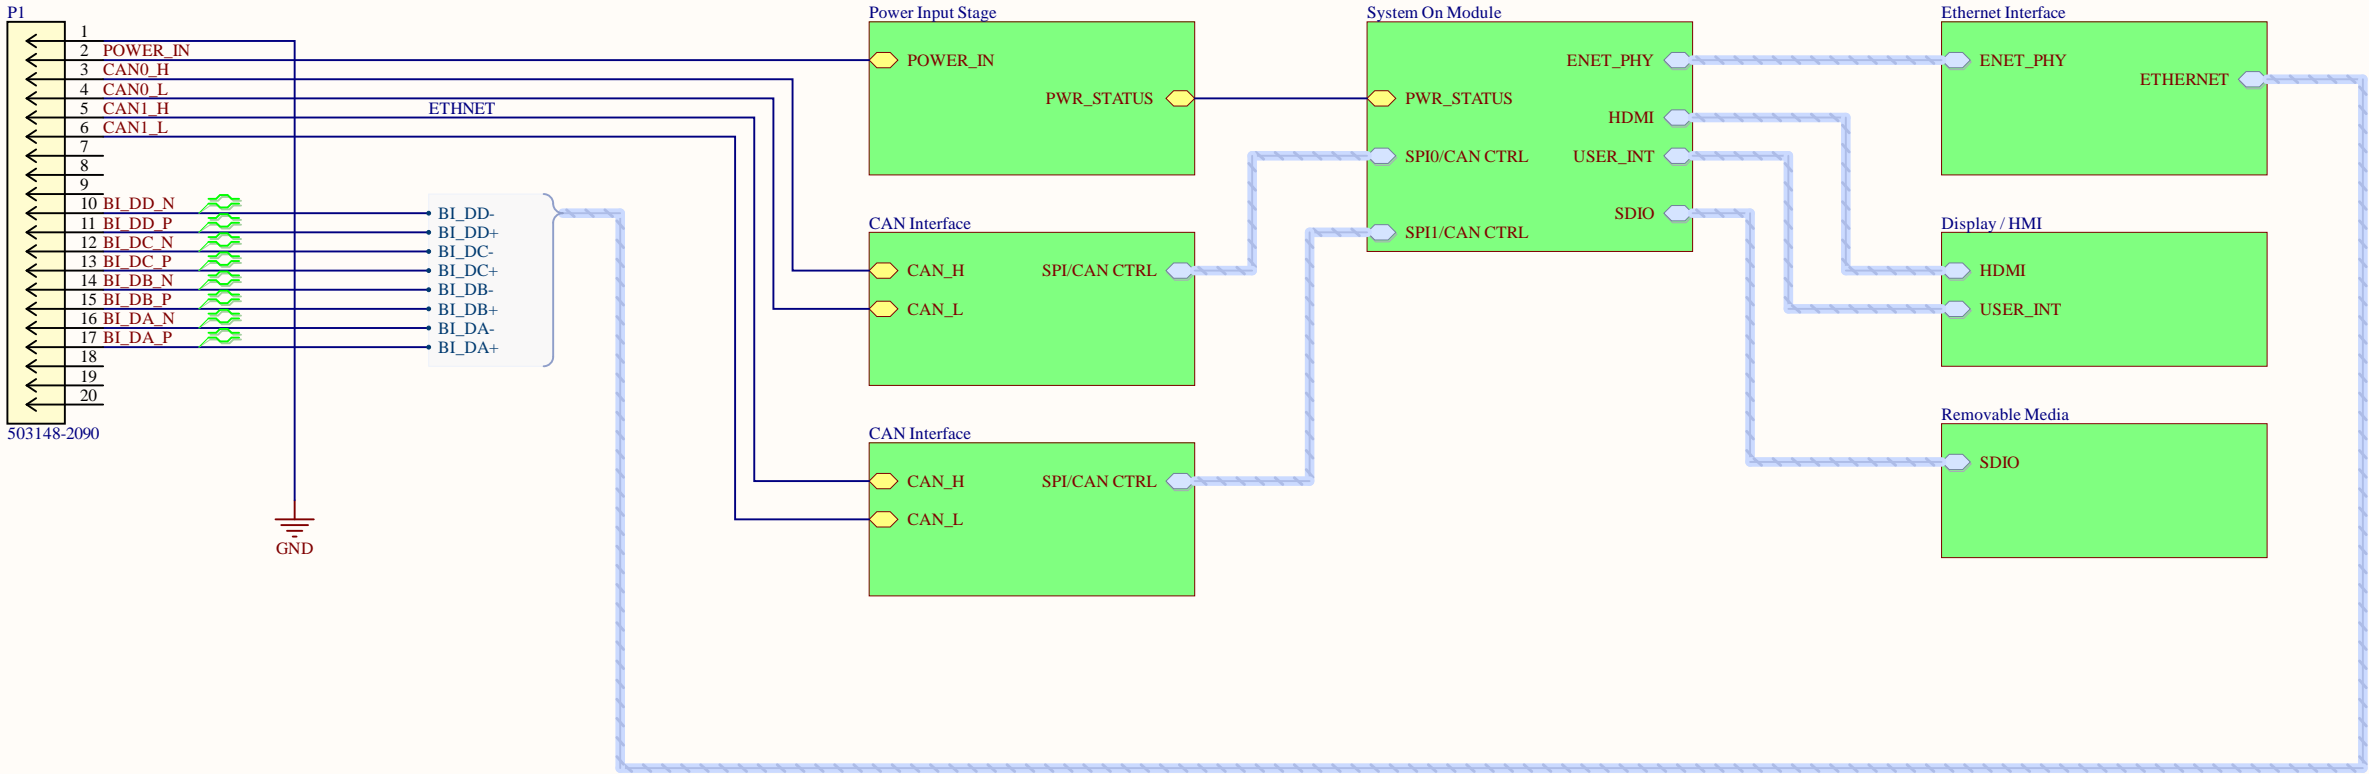 P1
1
2 POWER_IN
3 CAN0_H
4 CAN0_L
5 CAN1_H
6 CAN1_L
7
8
9
10 BI_DD_N
11 BI_DD_P
12 BI_DC_N
13 BI_DC_P
14 BI_DB_N
15 BI_DB_P
16 BI_DA_N
17 BI_DA_P
18
19
20
503148-2090
GND
ETHNET
BI_DD-
BI_DD+
BI_DC-
BI_DC+
BI_DB-
BI_DB+
BI_DA-
BI_DA+
Power Input Stage
POWER_IN
PWR_STATUS
CAN Interface
CAN_H SPI/CAN CTRL
CAN_L
CAN Interface
CAN_H SPI/CAN CTRL
CAN_L
System On Module
ENET_PHY
PWR_STATUS
HDMI
SPI0/CAN CTRL USER_INT
SDIO
SPI1/CAN CTRL
Ethernet Interface
ENET_PHY
ETHERNET
Display / HMI
HDMI
USER_INT
Removable Media
SDIO